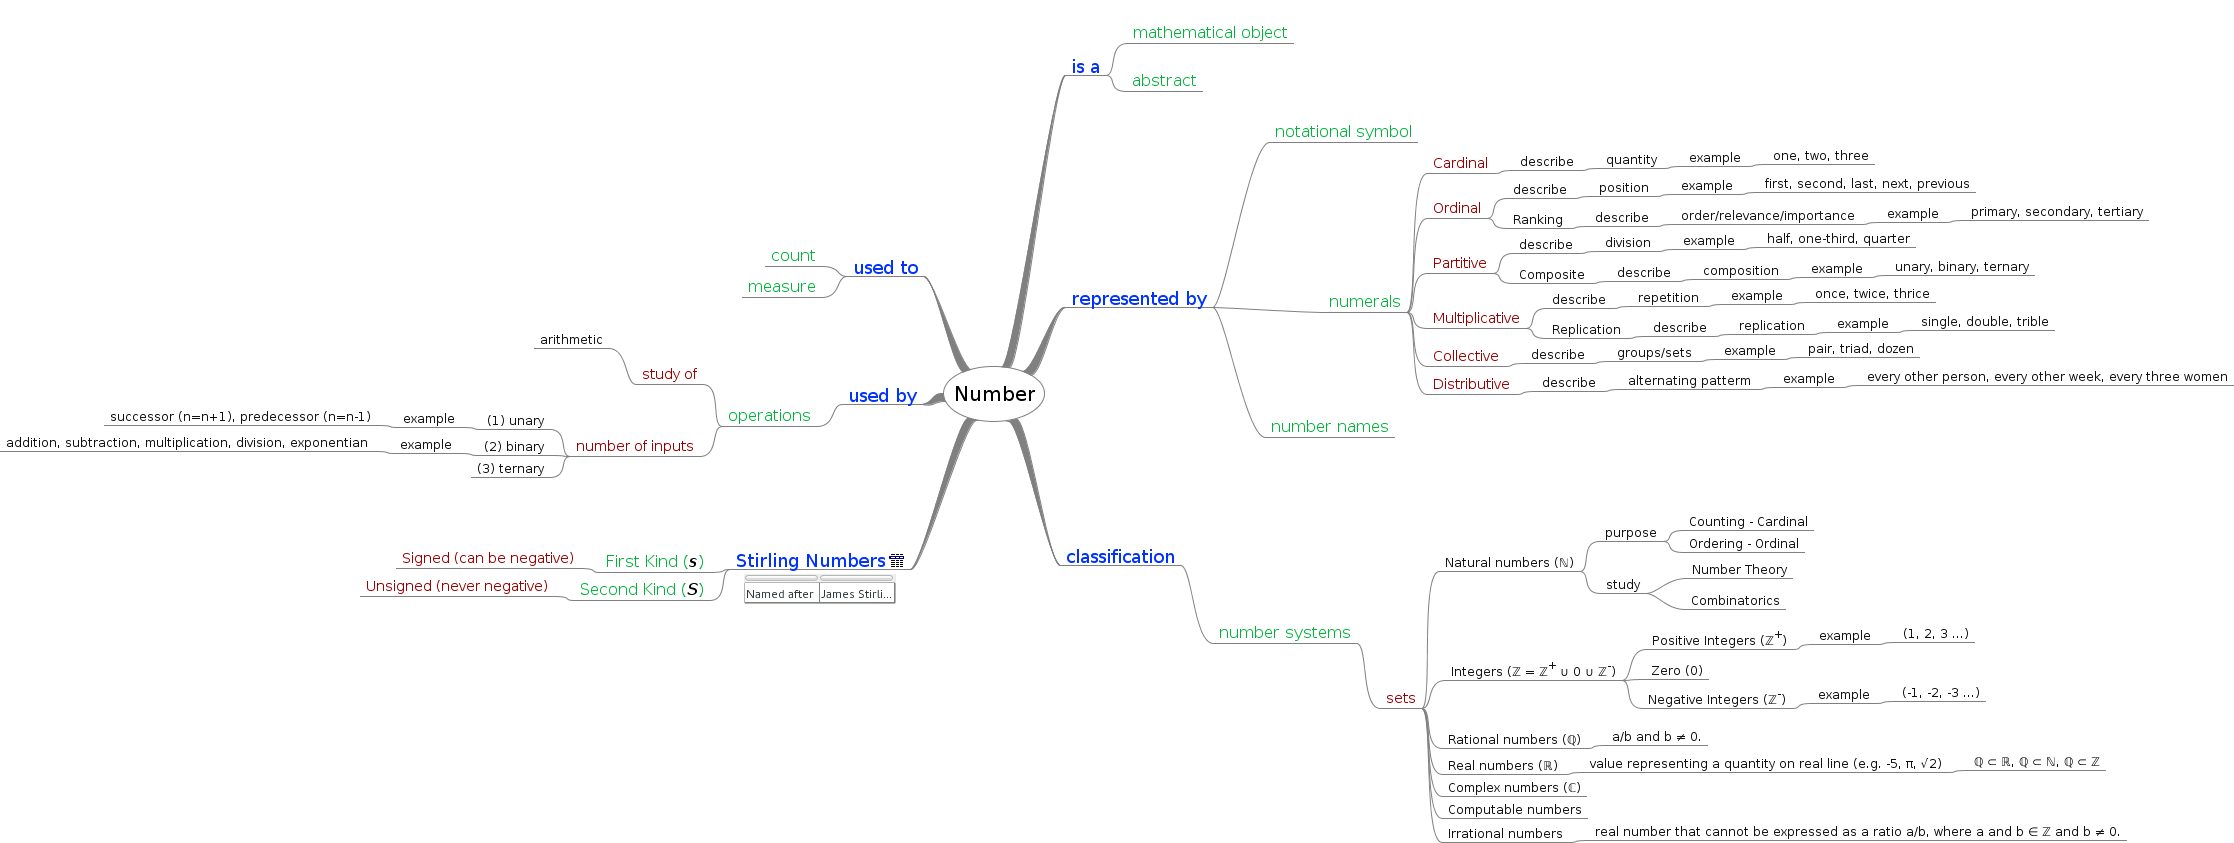 Number
is a
mathematical object
abstract
represented by
notational symbol
numerals
Cardinal describe quantity example one, two, three
Ordinal
describe position example first, second, last, next, previous
Ranking describe order/relevance/importance example primary, secondary, tertiary
Partitive
describe division example half, one-third, quarter
Composite describe composition example unary, binary, ternary
Multiplicative
describe repetition example once, twice, thrice
Replication describe replication example single, double, trible
Collective describe groups/sets example pair, triad, dozen
Distributive describe alternating patterm example every other person, every other week, every three women
number names
classification
number systems
sets
Natural numbers (ℕ)
purpose
Counting - Cardinal
Ordering - Ordinal
study
Number Theory
Combinatorics
Integers (ℤ = ℤ⁺ ∪ 0 ∪ ℤ⁻)
Positive Integers (ℤ⁺) example (1, 2, 3 ...)
Zero (0)
Negative Integers (ℤ⁻) example (-1, -2, -3 ...)
Rational numbers (ℚ) a/b and b ≠ 0.
Real numbers (ℝ) value representing a quantity on real line (e.g. -5, π, √2) ℚ ⊂ ℝ, ℚ ⊂ ℕ, ℚ ⊂ ℤ
Complex numbers (ℂ)
Computable numbers
Irrational numbers real number that cannot be expressed as a ratio a/b, where a and b ∈ ℤ and b ≠ 0.
used to
count
measure
used by
operations
study of
arithmetic
number of inputs
(1) unary example successor (n=n+1), predecessor (n=n-1)
(2) binary example addition, subtraction, multiplication, division, exponentian
(3) ternary
Stirling Numbers
First Kind (s) Signed (can be negative)
Second Kind (S) Unsigned (never negative)
Named after James Stirli...